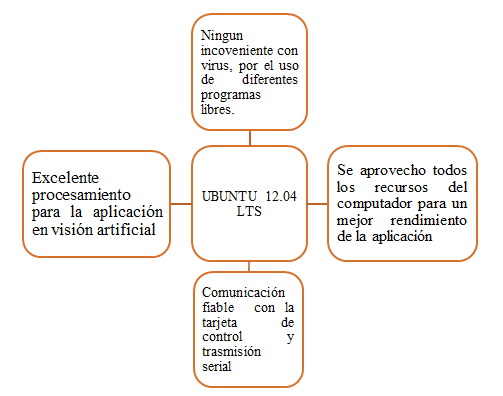 Ningun
incoveniente con
virus, por el uso
de diferentes
programas
libres.
Excelente
procesamiento
para la aplicación
en visión artificial
UBUNTU 12.04
LTS
Se aprovecho todos
los recursos del
computador para un
mejor rendimiento
de la aplicación
Comunicación
fiable con la
tarjeta de
control y
trasmisión
serial